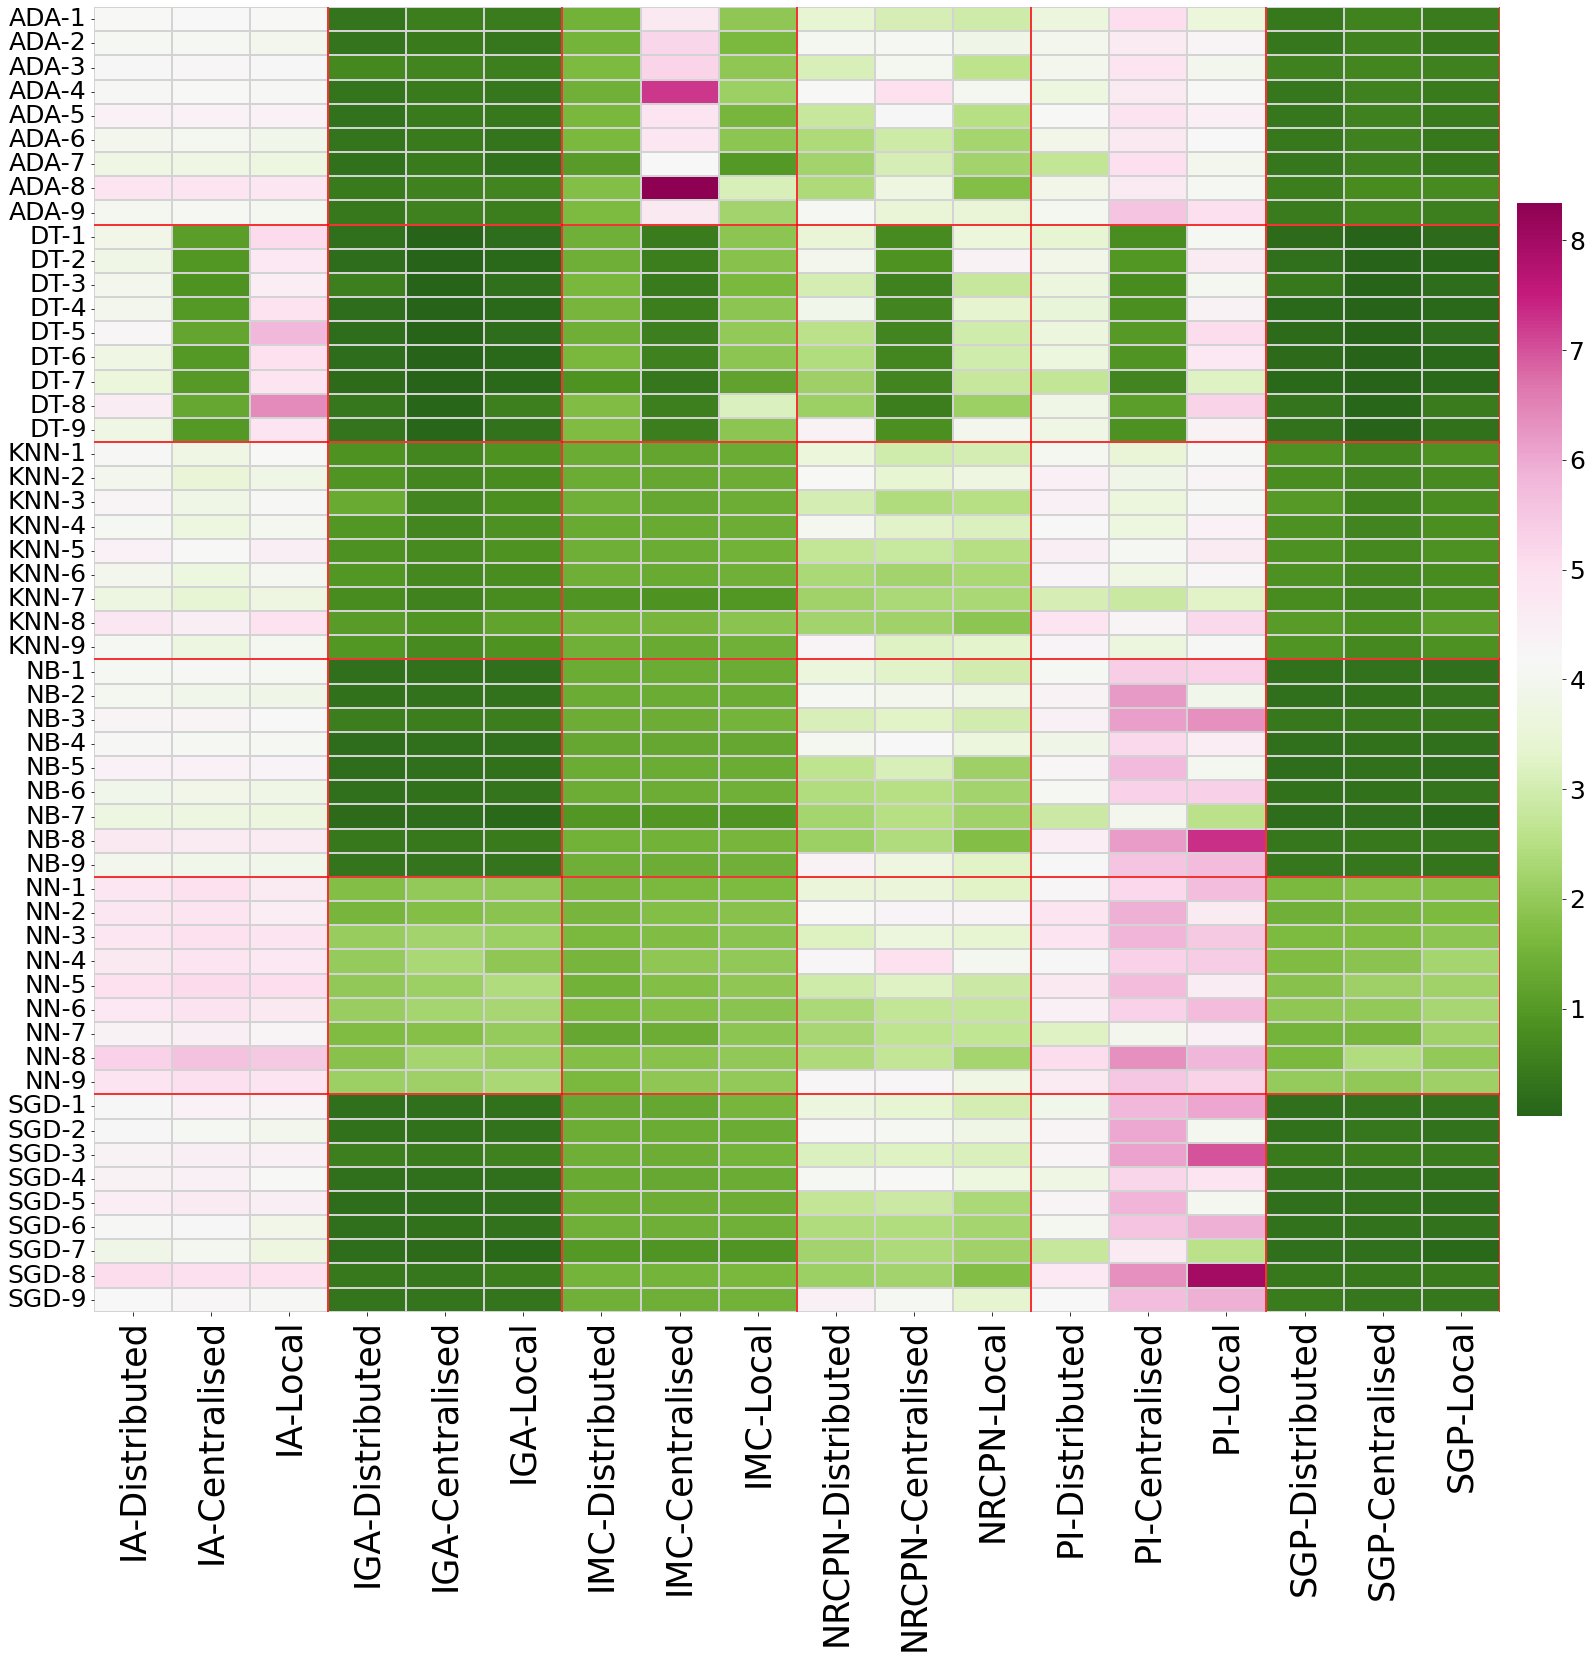 ADA-1
ADA-2
ADA-3
ADA-4
ADA-5
ADA-6
ADA-7
ADA-8
ADA-9
DT-1
DT-2
DT-3
DT-4
DT-5
DT-6
DT-7
DT-8
DT-9
KNN-1
KNN-2
KNN-3
KNN-4
KNN-5
KNN-6
KNN-7
KNN-8
KNN-9
NB-1
NB-2
NB-3
NB-4
NB-5
NB-6
NB-7
NB-8
NB-9
NN-1
NN-2
NN-3
NN-4
NN-5
NN-6
NN-7
NN-8
NN-9
SGD-1
SGD-2
SGD-3
SGD-4
SGD-5
SGD-6
SGD-7
SGD-8
SGD-9
IA-Distributed
IA-Centralised
IA-Local
IGA-Distributed
IGA-Centralised
IGA-Local
IMC-Distributed
IMC-Centralised
IMC-Local
NRCPN-Distributed
NRCPN-Centralised
NRCPN-Local
PI-Distributed
PI-Centralised
PI-Local
SGP-Distributed
SGP-Centralised
SGP-Local
8
7
6
5
4
3
2
1